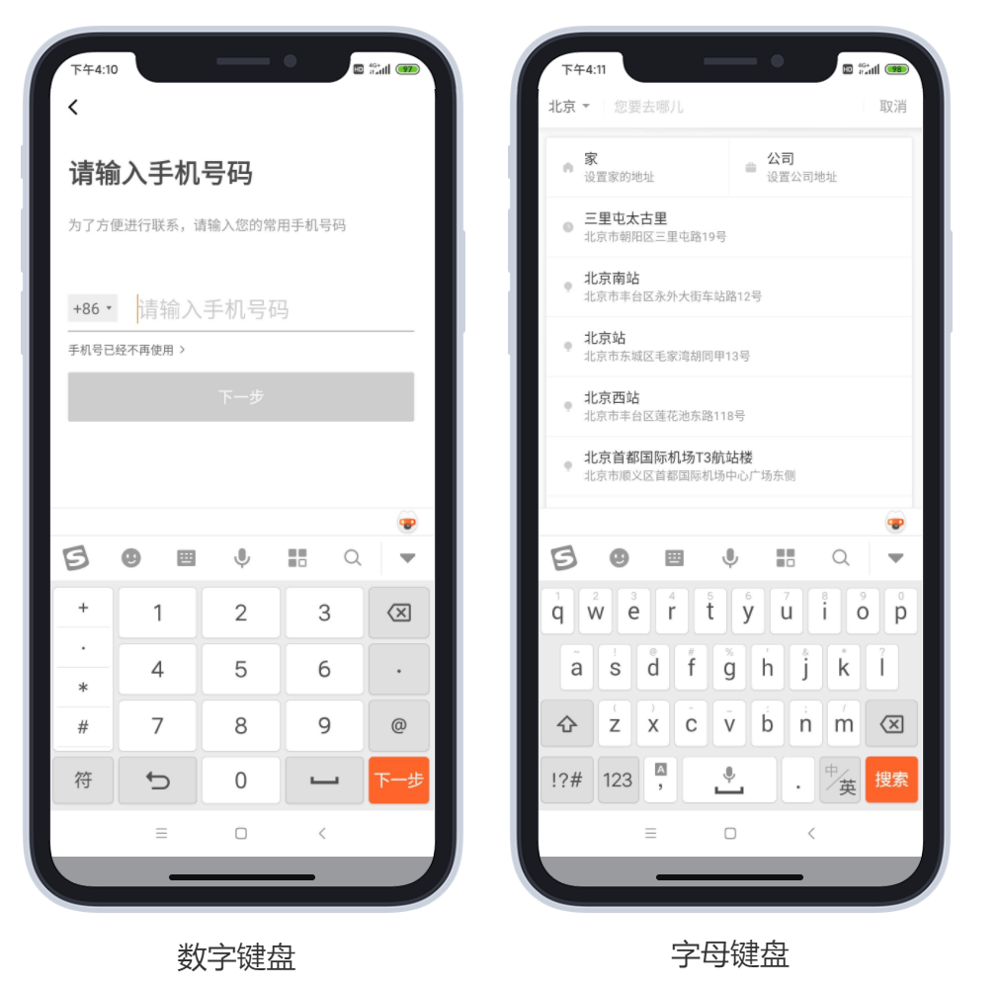 下午4:10
HD 4G+ 97
请输入手机号码
为了方便进行联系，请输入您的常用手机号码
+86
请输入手机号码
手机号已经不再使用 >
下一步
S
+ 1 2 3
. 4 5 6 .
*
# 7 8 9 @
符 0 下一步
数字键盘
下午4:11
HD 4G+ 98
北京 您要去哪儿 取消
家 公司
设置家的地址 设置公司地址
三里屯太古里
北京市朝阳区三里屯路19号
北京南站
北京市丰台区永外大街车站路12号
北京站
北京市东城区毛家湾胡同甲13号
北京西站
北京市丰台区莲花池东路118号
北京首都国际机场T3航站楼
北京市顺义区首都国际机场中心广场东侧
S
1 2 3 4 5 6 7 8 9 0
q w e r t y u i o p
~ ! @ # % ' & * ?
a s d f g h j k l
( ) - _ : ; /
z x c v b n m
!?# 123 A , . 中/英 搜索
字母键盘